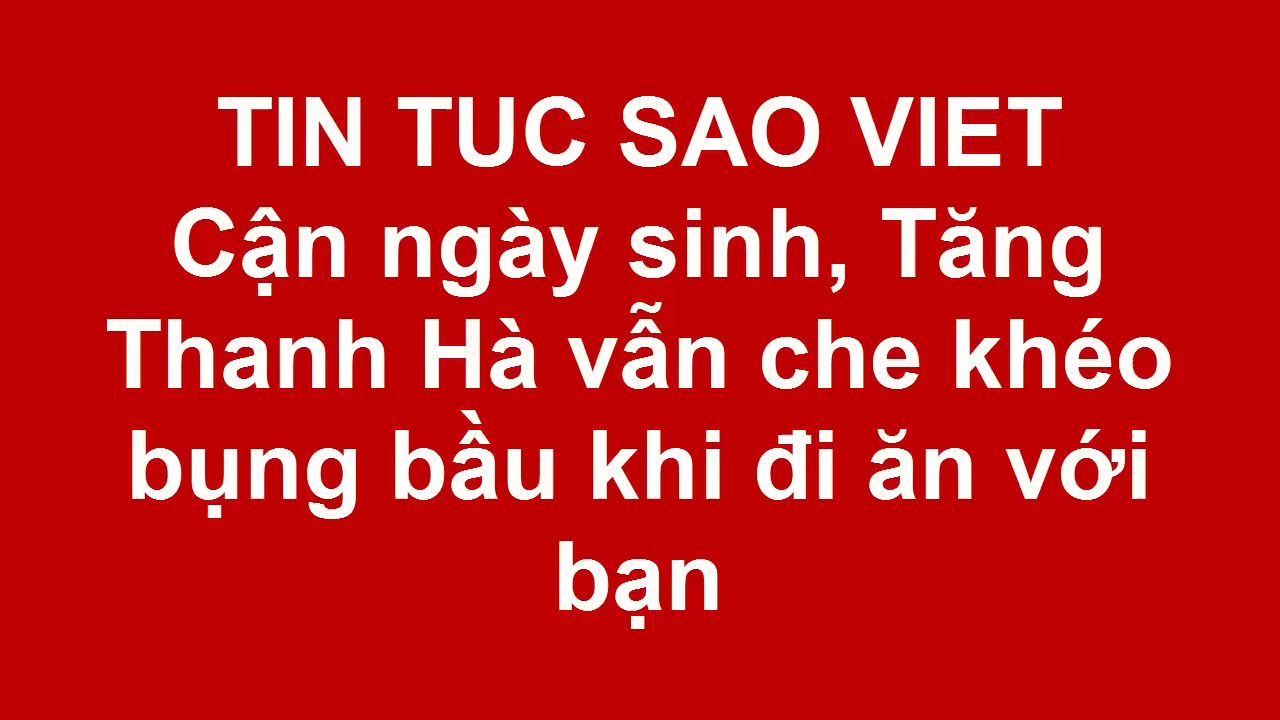 TIN TUC SAO VIET
Cận ngày sinh, Tăng
Thanh Hà vẫn che khéo
bụng bầu khi đi ăn với
bạn